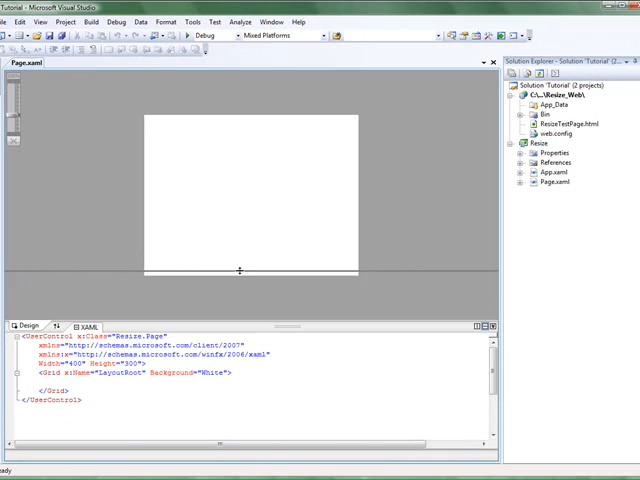 Tutorial - Microsoft Visual Studio
File Edit View Project Build Debug Data Format Tools Test Analyze Window Help
Debug Mixed Platforms
Page.xaml
Solution Explorer - Solution 'Tutorial' (2...
Solution 'Tutorial' (2 projects)
C:\...\Resize_Web\
App_Data
Bin
ResizeTestPage.html
web.config
Resize
Properties
References
App.xaml
Page.xaml
Design XAML
<UserControl x:Class="Resize.Page"
xmlns="http://schemas.microsoft.com/client/2007"
xmlns:x="http://schemas.microsoft.com/winfx/2006/xaml"
Width="400" Height="300">
<Grid x:Name="LayoutRoot" Background="White">
</Grid>
</UserControl>
eady